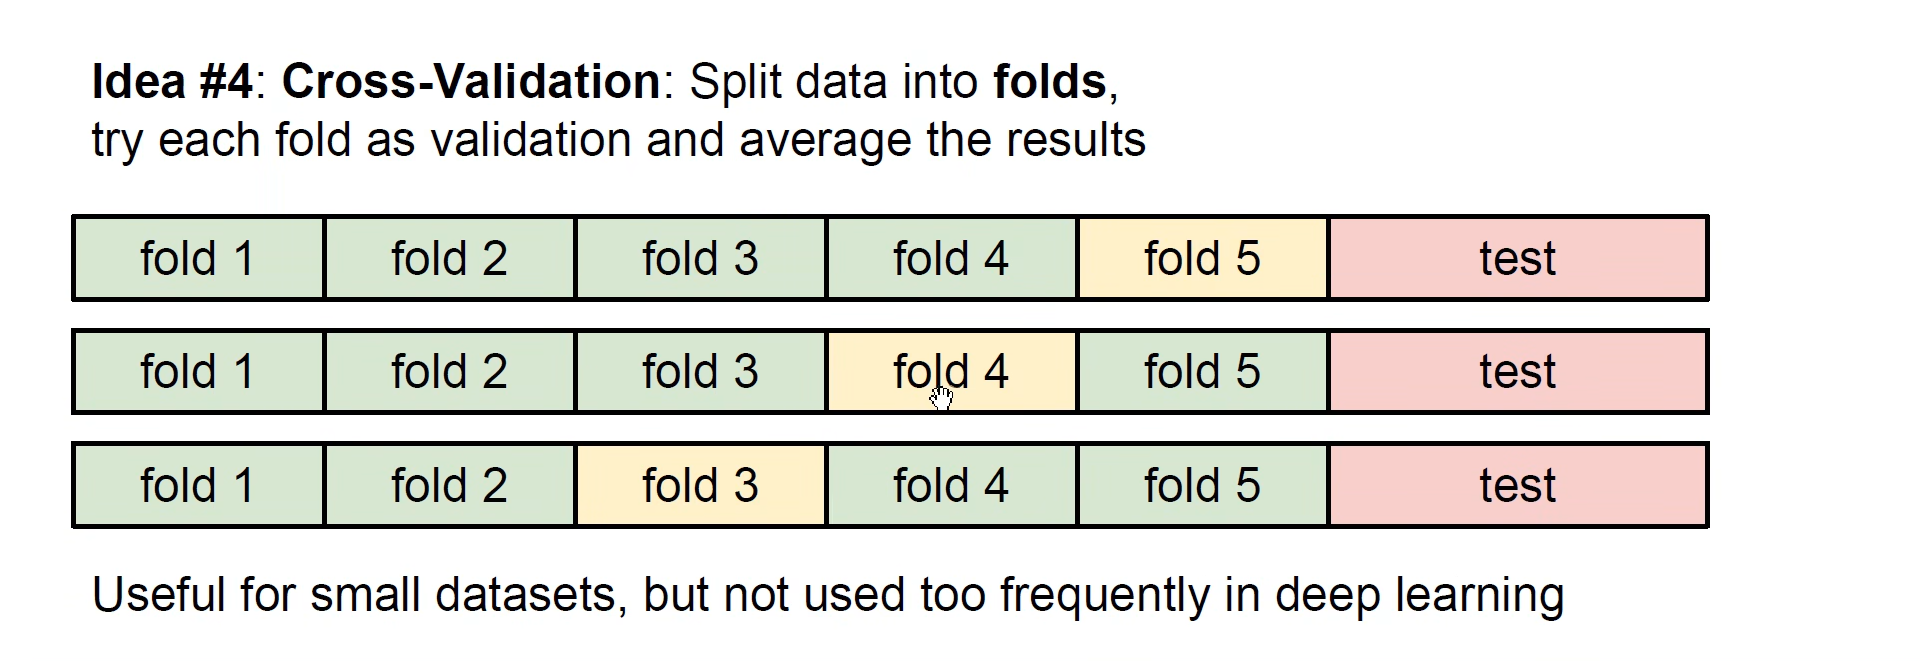 Idea #4: Cross-Validation: Split data into folds,
try each fold as validation and average the results
fold 1 fold 2 fold 3 fold 4 fold 5 test
fold 1 fold 2 fold 3 fold 4 fold 5 test
fold 1 fold 2 fold 3 fold 4 fold 5 test
Useful for small datasets, but not used too frequently in deep learning